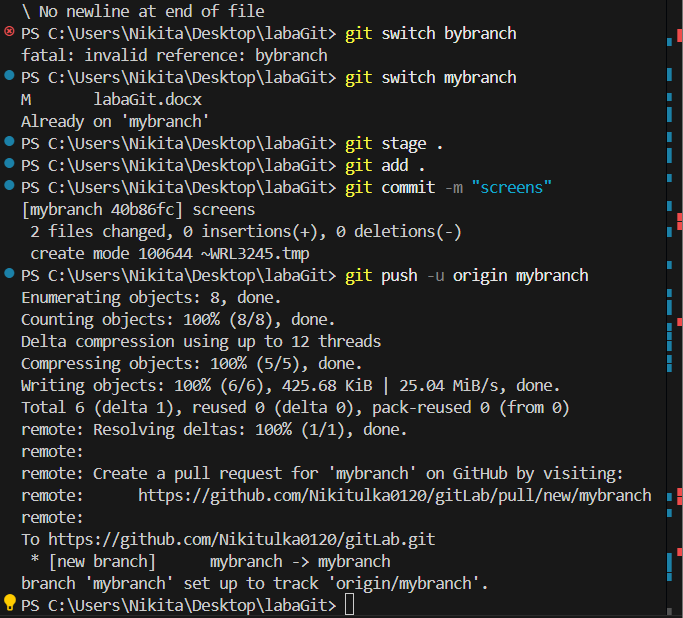 \ No newline at end of file
PS C:\Users\Nikita\Desktop\labaGit> git switch bybranch
fatal: invalid reference: bybranch
PS C:\Users\Nikita\Desktop\labaGit> git switch mybranch
M       labaGit.docx
Already on 'mybranch'
PS C:\Users\Nikita\Desktop\labaGit> git stage .
PS C:\Users\Nikita\Desktop\labaGit> git add .
PS C:\Users\Nikita\Desktop\labaGit> git commit -m "screens"
[mybranch 40b86fc] screens
 2 files changed, 0 insertions(+), 0 deletions(-)
 create mode 100644 ~WRL3245.tmp
PS C:\Users\Nikita\Desktop\labaGit> git push -u origin mybranch
Enumerating objects: 8, done.
Counting objects: 100% (8/8), done.
Delta compression using up to 12 threads
Compressing objects: 100% (5/5), done.
Writing objects: 100% (6/6), 425.68 KiB | 25.04 MiB/s, done.
Total 6 (delta 1), reused 0 (delta 0), pack-reused 0 (from 0)
remote: Resolving deltas: 100% (1/1), done.
remote:
remote: Create a pull request for 'mybranch' on GitHub by visiting:
remote:      https://github.com/Nikitulka0120/gitLab/pull/new/mybranch
remote:
To https://github.com/Nikitulka0120/gitLab.git
 * [new branch]      mybranch -> mybranch
branch 'mybranch' set up to track 'origin/mybranch'.
PS C:\Users\Nikita\Desktop\labaGit>